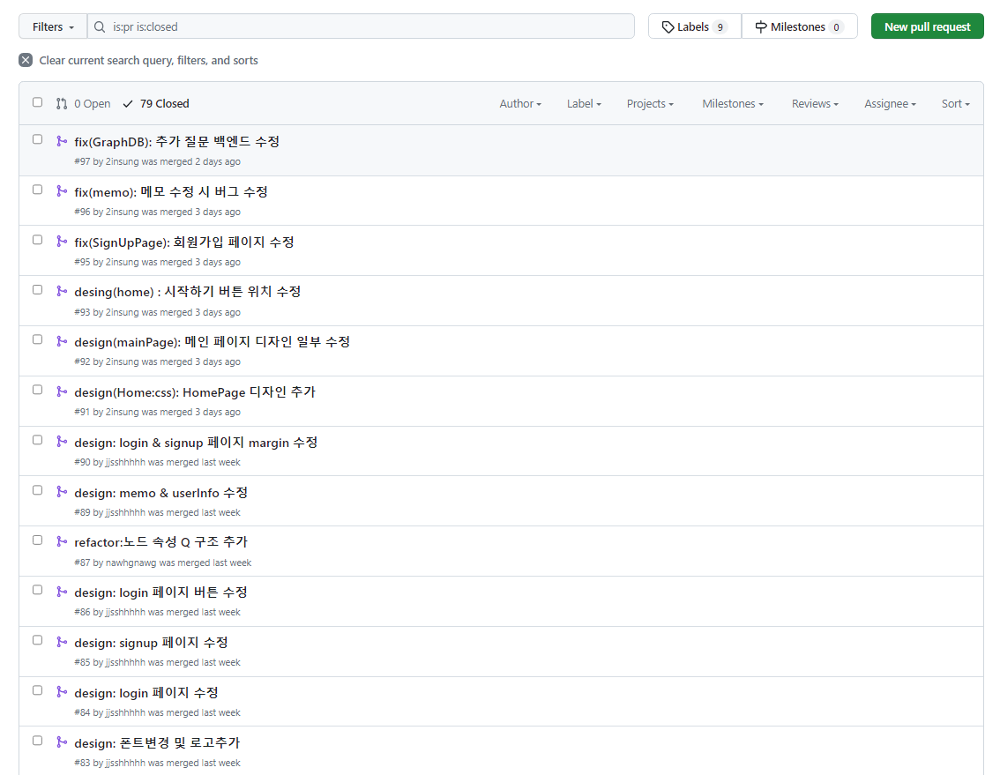 Filters
is:pr is:closed
Labels 9
Milestones 0
New pull request
Clear current search query, filters, and sorts
0 Open
79 Closed
Author
Label
Projects
Milestones
Reviews
Assignee
Sort
fix(GraphDB): 추가 질문 백엔드 수정
#97 by 2insung was merged 2 days ago
fix(memo): 메모 수정 시 버그 수정
#96 by 2insung was merged 3 days ago
fix(SignUpPage): 회원가입 페이지 수정
#95 by 2insung was merged 3 days ago
desing(home) : 시작하기 버튼 위치 수정
#93 by 2insung was merged 3 days ago
design(mainPage): 메인 페이지 디자인 일부 수정
#92 by 2insung was merged 3 days ago
design(Home:css): HomePage 디자인 추가
#91 by 2insung was merged 3 days ago
design: login & signup 페이지 margin 수정
#90 by jjsshhhhh was merged last week
design: memo & userInfo 수정
#89 by jjsshhhhh was merged last week
refactor:노드 속성 Q 구조 추가
#87 by nawhgnawg was merged last week
design: login 페이지 버튼 수정
#86 by jjsshhhhh was merged last week
design: signup 페이지 수정
#85 by jjsshhhhh was merged last week
design: login 페이지 수정
#84 by jjsshhhhh was merged last week
design: 폰트변경 및 로고추가
#83 by jjsshhhhh was merged last week